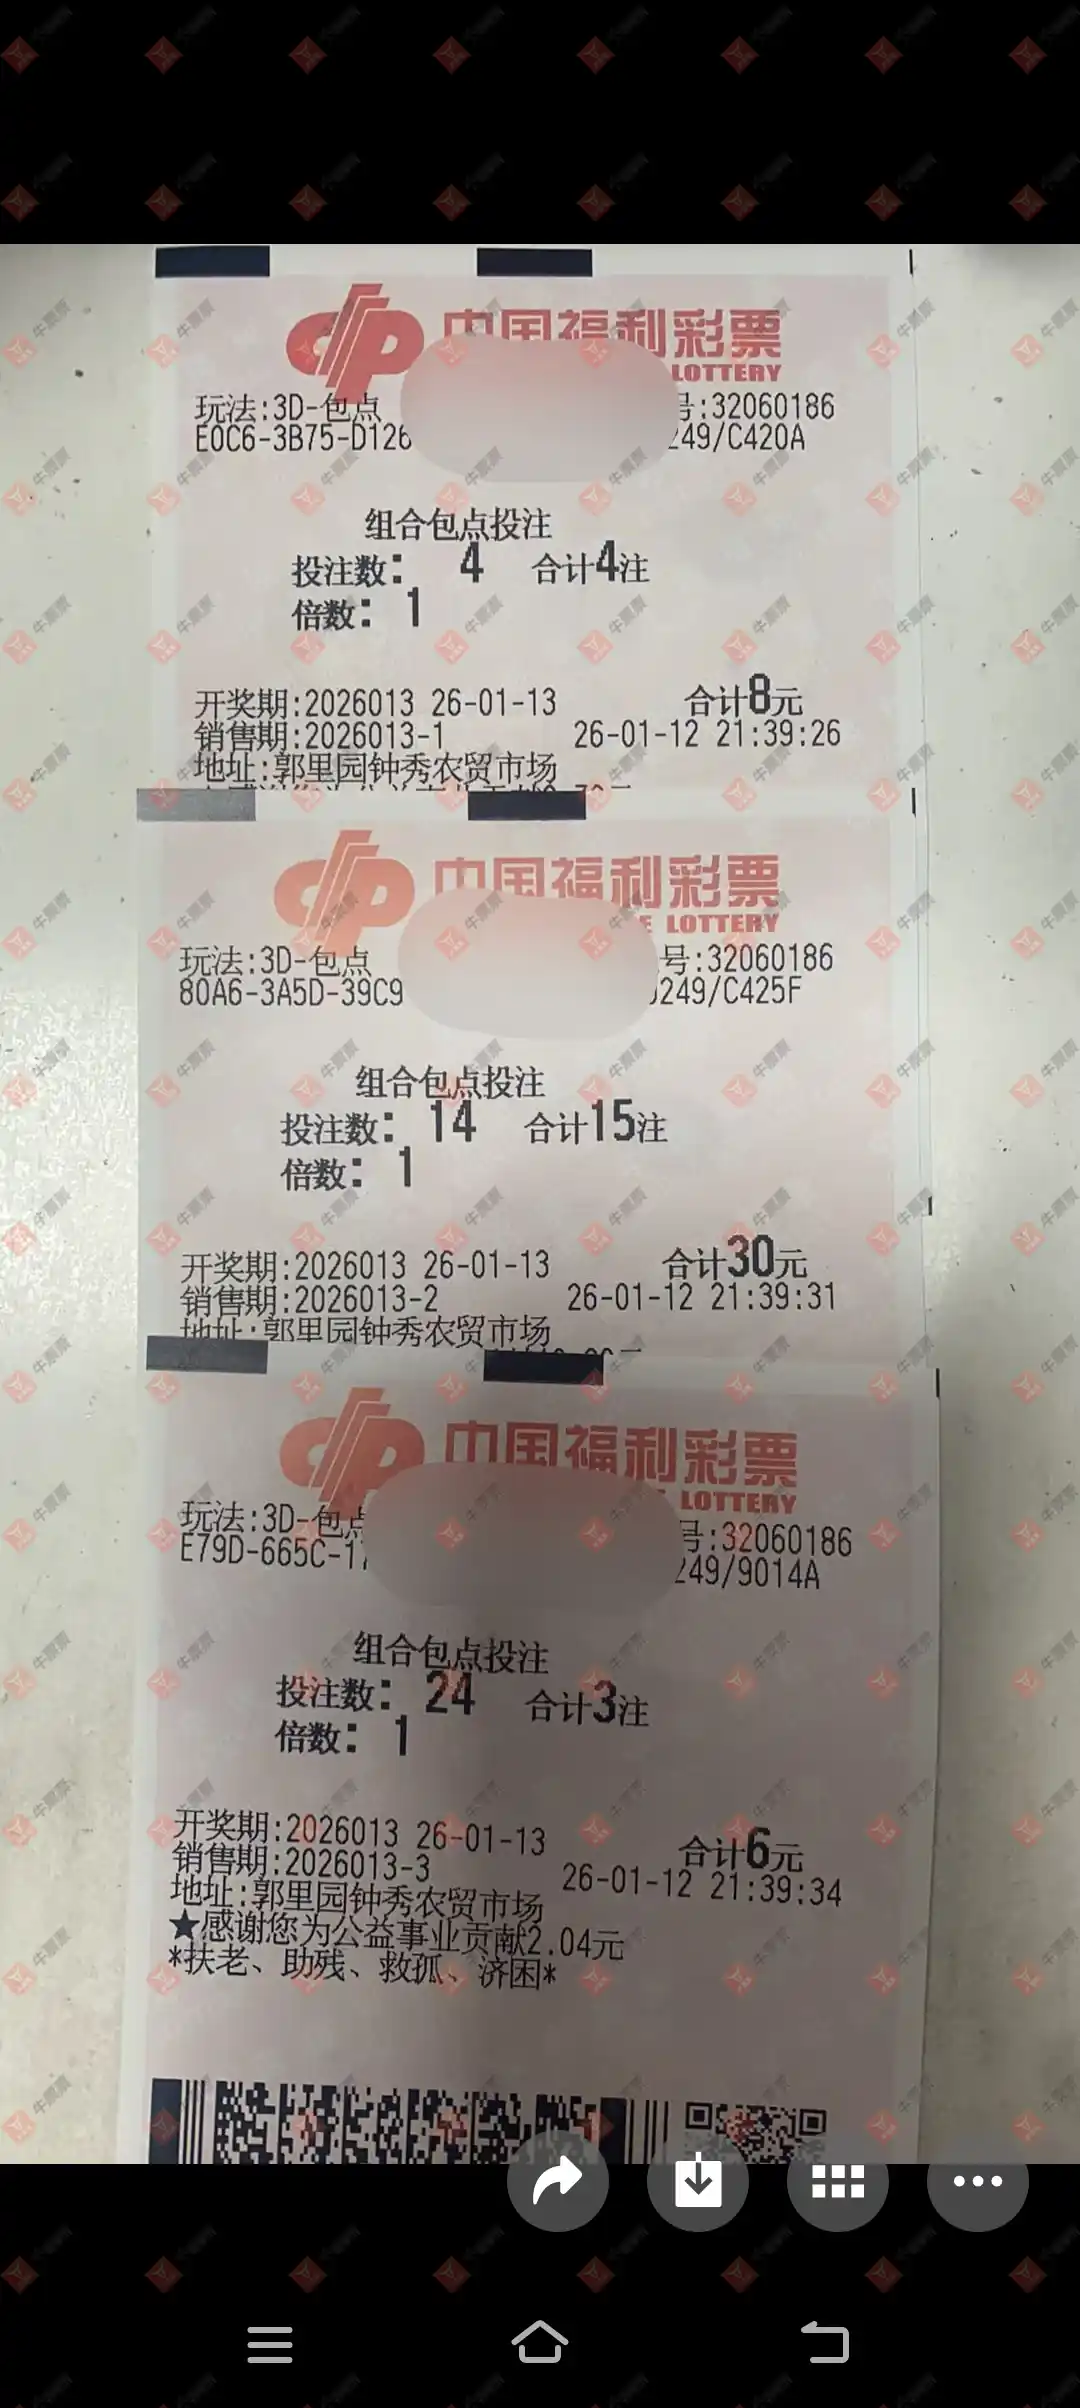 中国福利彩票
LOTTERY
玩法:3D-包点 号:32060186
E0C6-3B75-D126 249/C420A
组合包点投注
投注数: 4 合计4注
倍数: 1
开奖期:2026013 26-01-13 合计8元
销售期:2026013-1 26-01-12 21:39:26
地址:郭里园钟秀农贸市场
中国福利彩票
E LOTTERY
玩法:3D-包点 号:32060186
80A6-3A5D-39C9 249/C425F
组合包点投注
投注数: 14 合计15注
倍数: 1
开奖期:2026013 26-01-13 合计30元
销售期:2026013-2 26-01-12 21:39:31
地址:郭里园钟秀农贸市场
中国福利彩票
E LOTTERY
玩法:3D-包点 号:32060186
E79D-665C-1 249/9014A
组合包点投注
投注数: 24 合计3注
倍数: 1
开奖期:2026013 26-01-13 合计6元
销售期:2026013-3 26-01-12 21:39:34
地址:郭里园钟秀农贸市场
★感谢您为公益事业贡献2.04元
*扶老、助残、救孤、济困*
牛票票